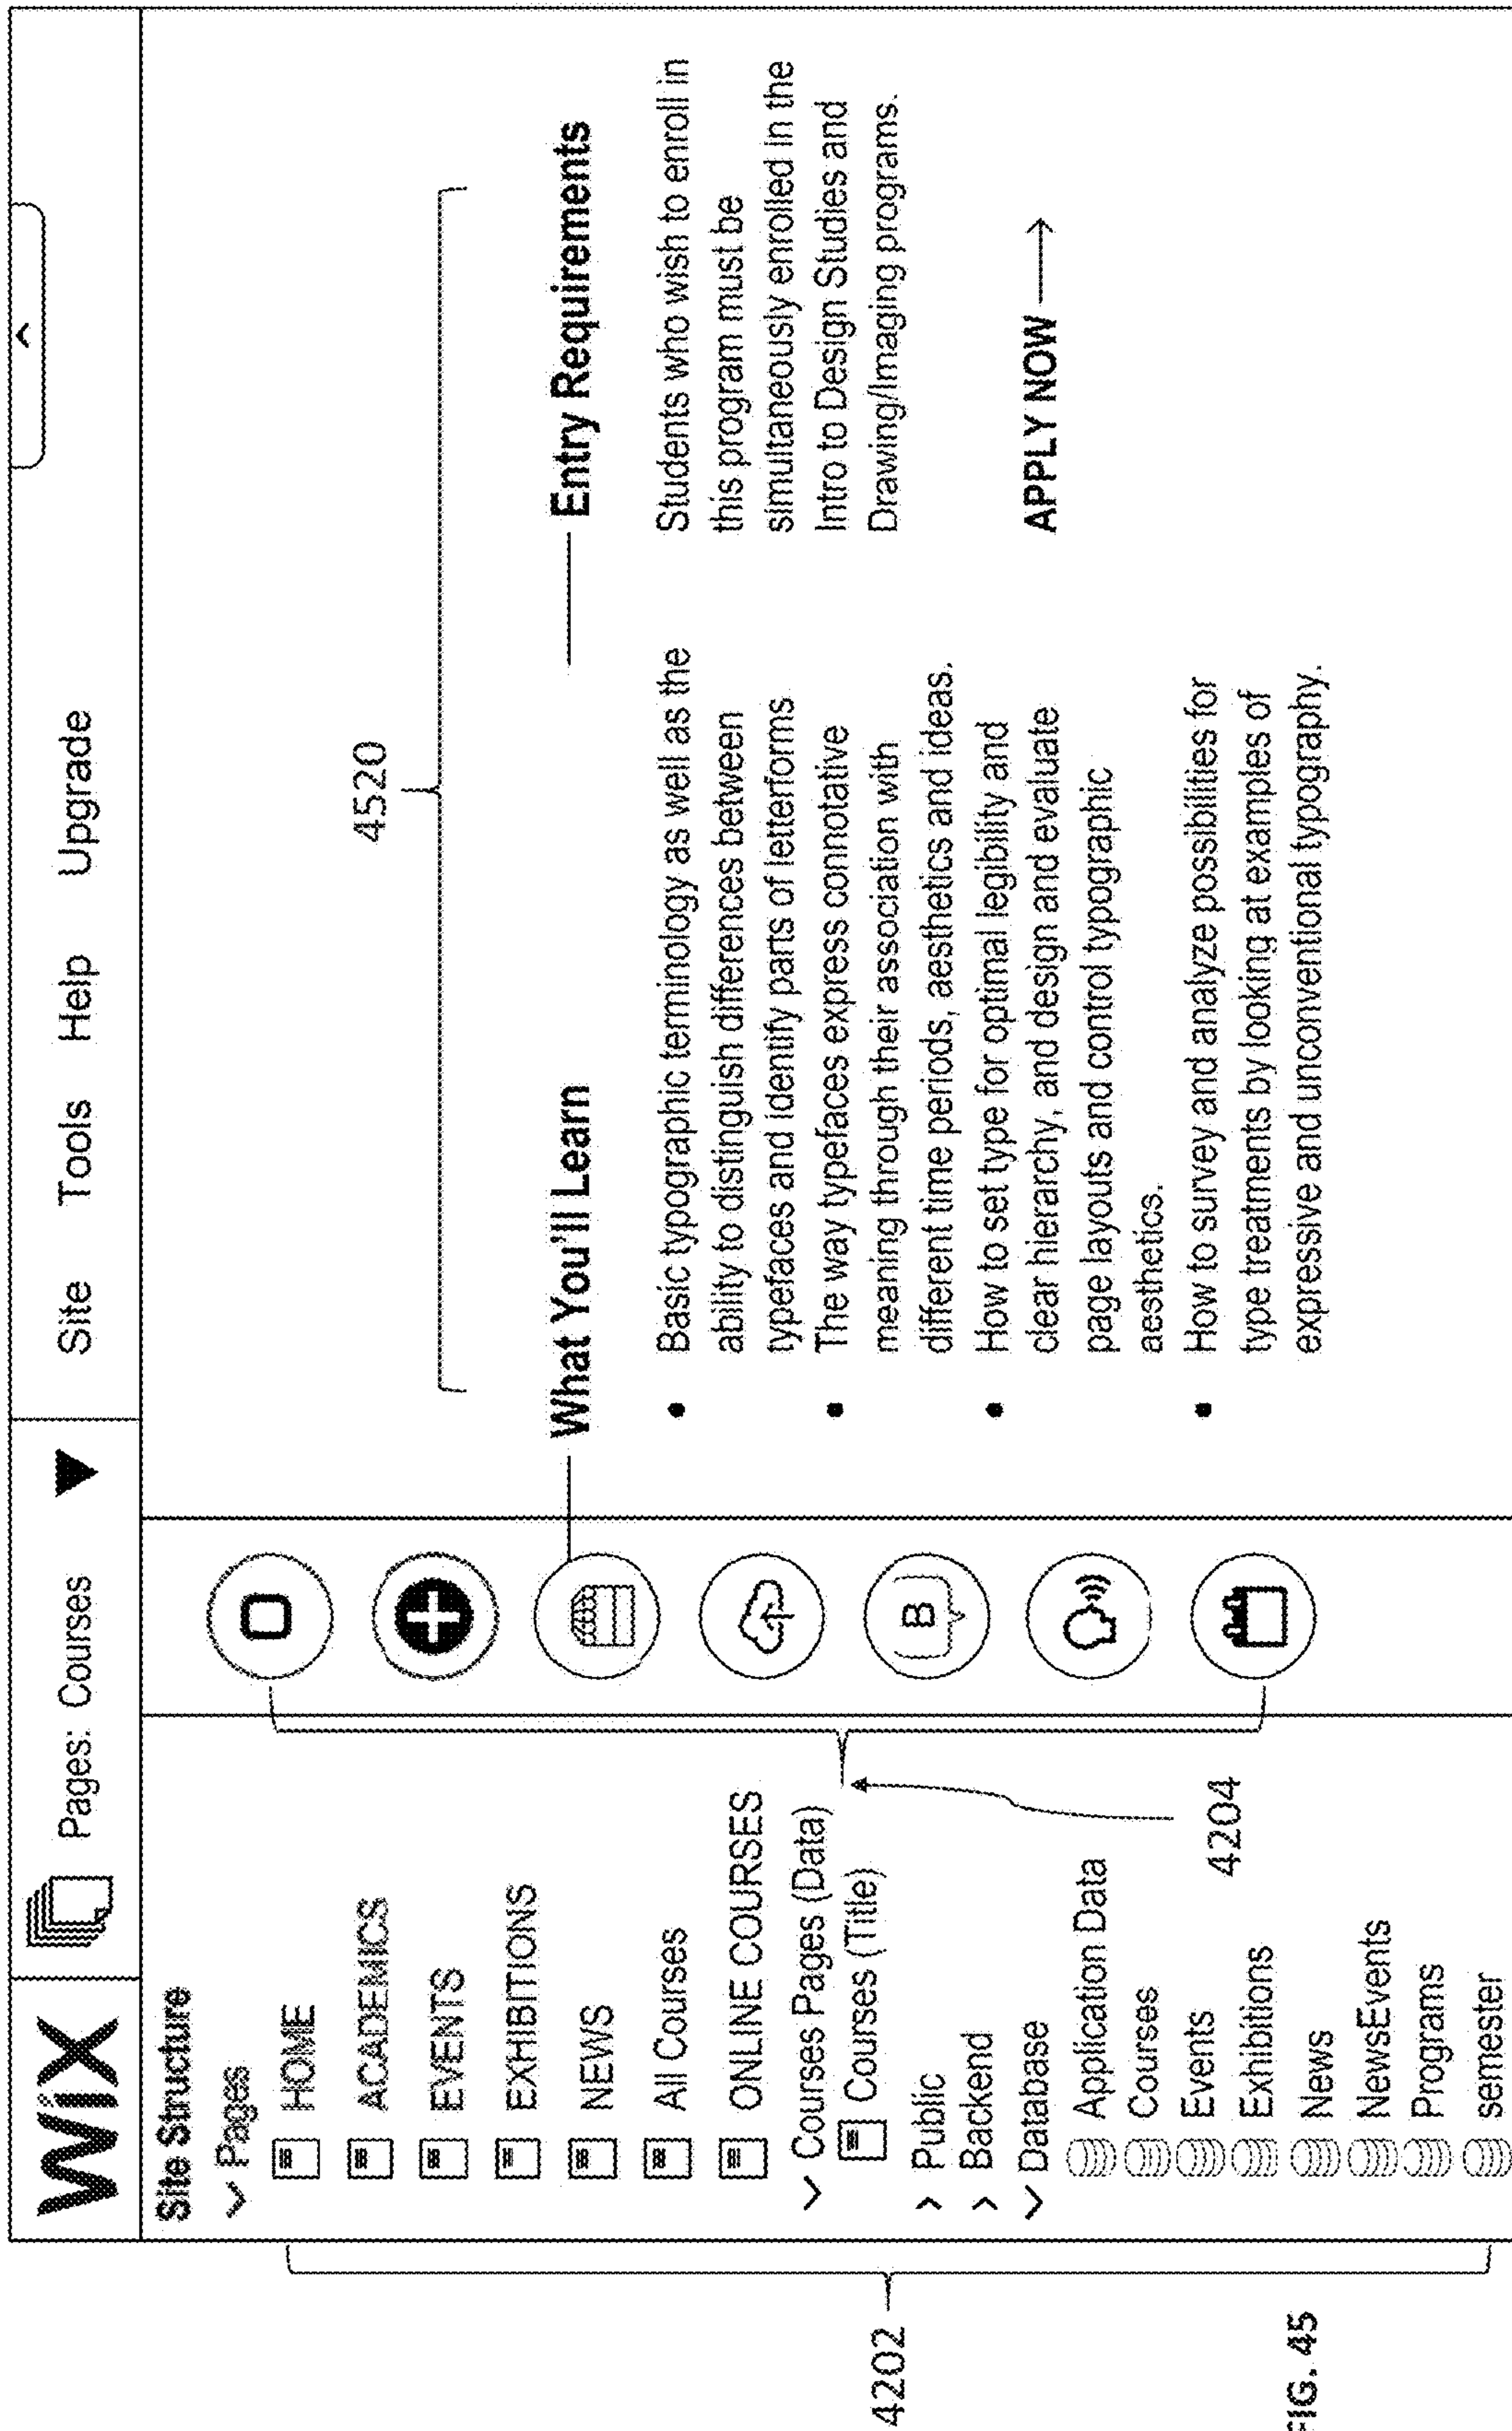 WiX
Pages: Courses
Site Tools Help Upgrade
Site Structure
Pages
HOME
ACADEMICS
EVENTS
EXHIBITIONS
NEWS
All Courses
ONLINE COURSES
Courses Pages (Data)
Courses (Title)
Public
Backend
Database
Application Data
Courses
Events
Exhibitions
News
NewsEvents
Programs
semester
4202
4204
B
4520
What You'll Learn
Basic typographic terminology as well as the
ability to distinguish differences between
typefaces and identify parts of letterforms
The way typefaces express connotative
meaning through their association with
different time periods, aesthetics and ideas.
How to set type for optimal legibility and
clear hierarchy, and design and evaluate
page layouts and control typographic
aesthetics.
How to survey and analyze possibilities for
type treatments by looking at examples of
expressive and unconventional typography.
Entry Requirements
Students who wish to enroll in
this program must be
simultaneously enrolled in the
Intro to Design Studies and
Drawing/Imaging programs.
APPLY NOW
FIG. 45